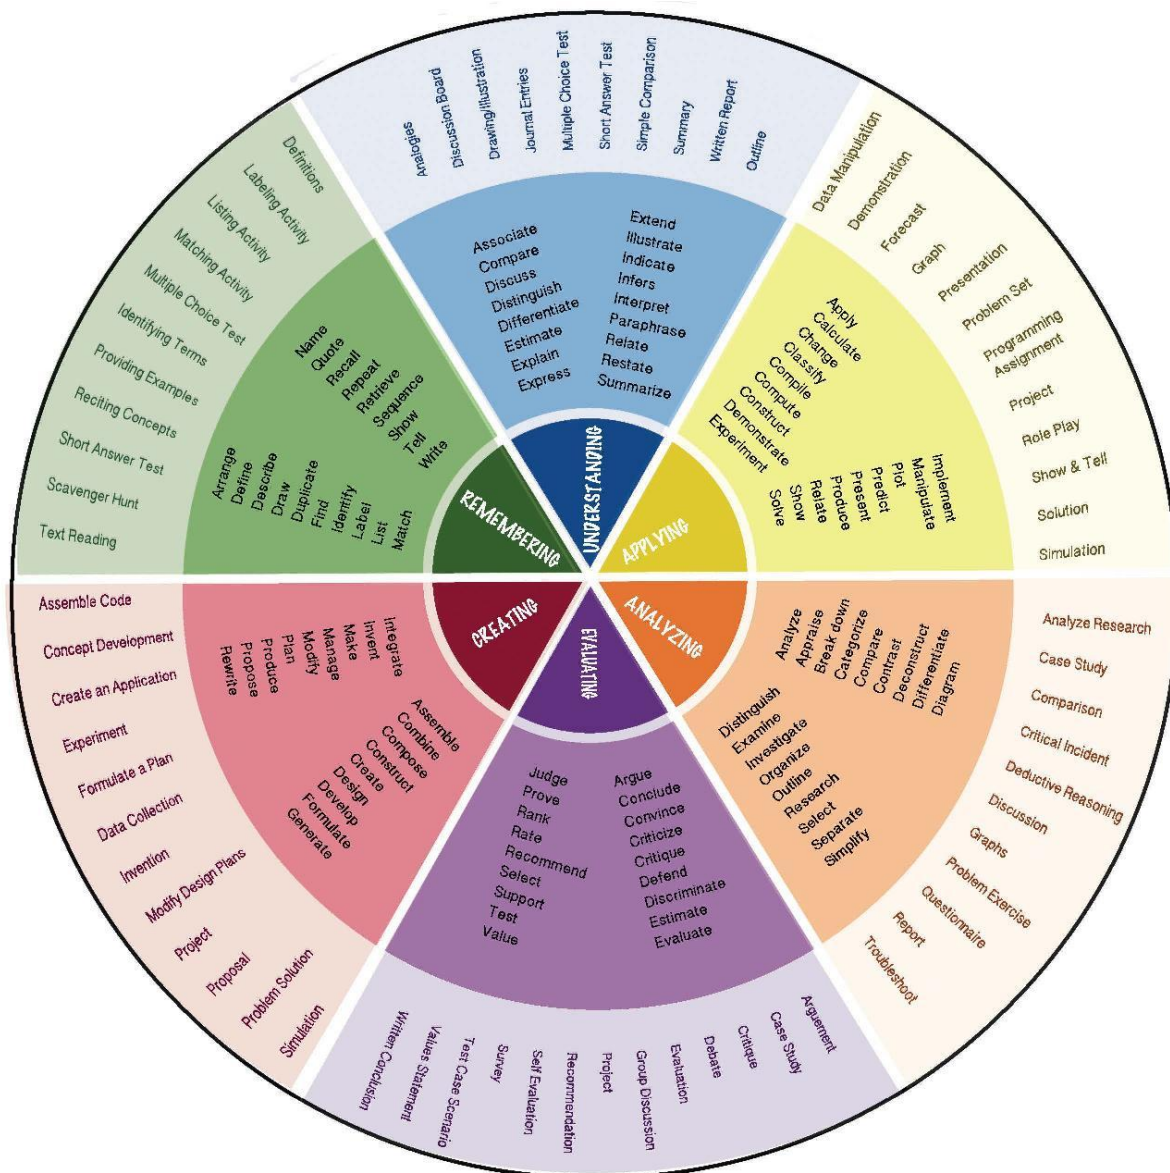 UNDERSTANDING
Associate
Compare
Discuss
Distinguish
Differentiate
Estimate
Explain
Express
Extend
Illustrate
Indicate
Infers
Interpret
Paraphrase
Relate
Restate
Summarize
Analogies
Discussion Board
Drawing/Illustration
Journal Entries
Multiple Choice Test
Short Answer Test
Simple Comparison
Summary
Written Report
Outline
APPLYING
Apply
Calculate
Change
Classify
Compile
Compute
Construct
Demonstrate
Experiment
Implement
Manipulate
Plot
Predict
Present
Produce
Relate
Show
Solve
Data Manipulation
Demonstration
Forecast
Graph
Presentation
Problem Set
Programming
Assignment
Project
Role Play
Show & Tell
Solution
Simulation
ANALYZING
Analyze
Appraise
Break down
Categorize
Compare
Contrast
Deconstruct
Differentiate
Diagram
Distinguish
Examine
Investigate
Organize
Outline
Research
Select
Separate
Simplify
Analyze Research
Case Study
Comparison
Critical Incident
Deductive Reasoning
Discussion
Graphs
Problem Exercise
Questionnaire
Report
Troubleshoot
EVALUATING
Argue
Conclude
Convince
Criticize
Critique
Defend
Discriminate
Estimate
Evaluate
Judge
Prove
Rank
Rate
Recommend
Select
Support
Test
Value
Arguement
Case Study
Critique
Debate
Evaluation
Group Discussion
Project
Recommendation
Self Evaluation
Survey
Test Case Scenario
Values Statement
Written Conclusion
CREATING
Assemble
Combine
Compose
Construct
Create
Design
Develop
Formulate
Generate
Integrate
Invent
Make
Manage
Modify
Plan
Produce
Propose
Rewrite
Assemble Code
Concept Development
Create an Application
Experiment
Formulate a Plan
Data Collection
Invention
Modify Design Plans
Project
Proposal
Problem Solution
Simulation
REMEMBERING
Arrange
Define
Describe
Draw
Duplicate
Find
Identify
Label
List
Match
Name
Quote
Recall
Repeat
Retrieve
Sequence
Show
Tell
Write
Definitions
Labeling Activity
Listing Activity
Matching Activity
Multiple Choice Test
Identifying Terms
Providing Examples
Reciting Concepts
Short Answer Test
Scavenger Hunt
Text Reading